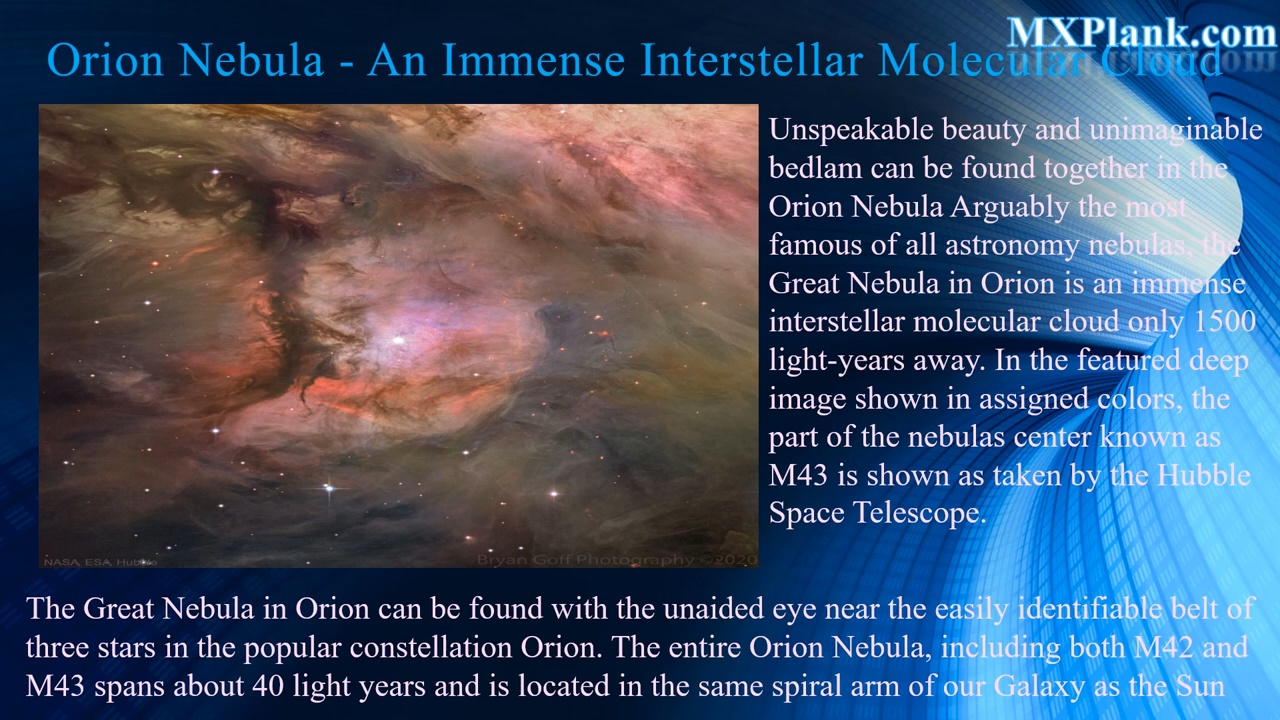 MXPlank.com
Orion Nebula - An Immense Interstellar Molecular Cloud
Unspeakable beauty and unimaginable
bedlam can be found together in the
Orion Nebula Arguably the most
famous of all astronomy nebulas, the
Great Nebula in Orion is an immense
interstellar molecular cloud only 1500
light-years away. In the featured deep
image shown in assigned colors, the
part of the nebulas center known as
M43 is shown as taken by the Hubble
Space Telescope.
NASA, ESA, Hubble
Bryan Goff Photography ©2020
The Great Nebula in Orion can be found with the unaided eye near the easily identifiable belt of
three stars in the popular constellation Orion. The entire Orion Nebula, including both M42 and
M43 spans about 40 light years and is located in the same spiral arm of our Galaxy as the Sun